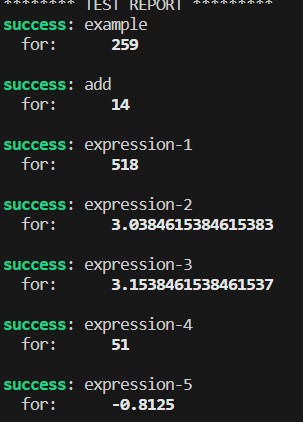 ******** TEST REPORT *********
success: example
for: 259
success: add
for: 14
success: expression-1
for: 518
success: expression-2
for: 3.0384615384615383
success: expression-3
for: 3.1538461538461537
success: expression-4
for: 51
success: expression-5
for: -0.8125